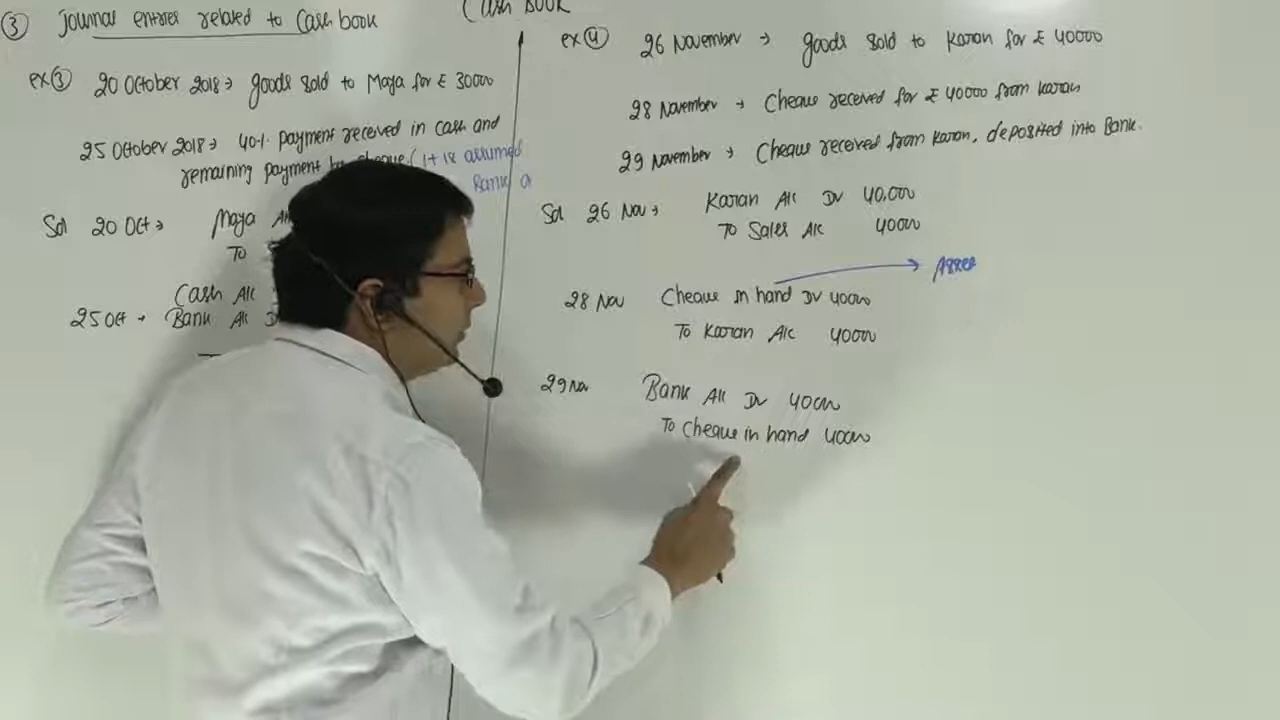 Cash BOOK
③ Journal entries related to Cash book
ex③ 20 October 2018 → goods sold to Maya for ₤ 30000
25 October 2018 → 40% payment received in cash and
remaining payment by cheque ( it is assumed
Bank
Sol 20 Oct → Maya A/c
To
Cash A/c
25 Oct → Bank A/c D
ex④ 26 November → goods sold to Karan for ₤ 40000
28 November → Cheque received for ₤ 40000 from Karan
29 November → Cheque received from Karan, deposited into Bank.
Sol 26 Nov → Karan A/c Dr 40,000
To Sales A/c 40000
→ Asset
28 Nov Cheque in hand Dr 40000
To Karan A/c 40000
29 Nov Bank A/c Dr 40000
To Cheque in hand 40000